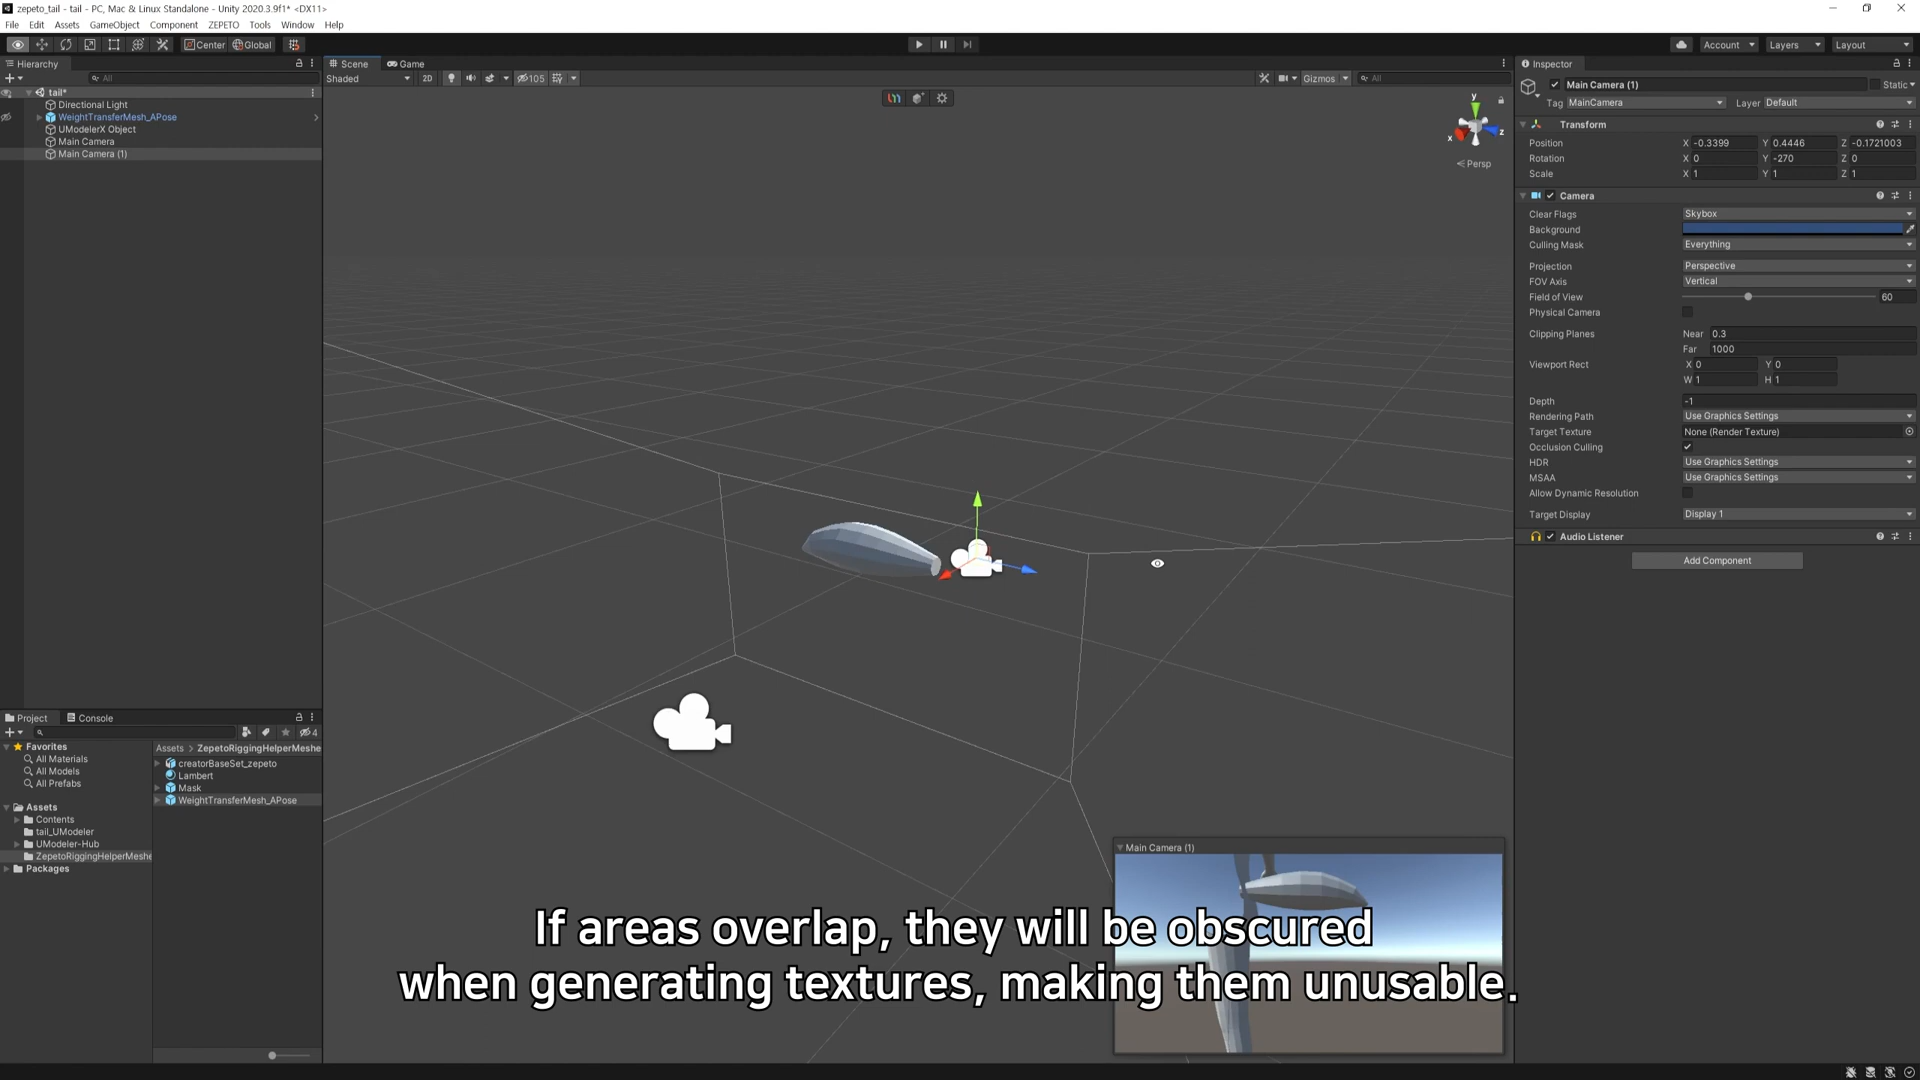 zepeto_tail - tail - PC, Mac & Linux Standalone - Unity 2020.3.9f1* <DX11>
File Edit Assets GameObject Component ZEPETO Tools Window Help
Center Global Account Layers Layout
Hierarchy
All
tail*
Directional Light
WeightTransferMesh_APose
UModelerX Object
Main Camera
Main Camera (1)
Scene Game
Shaded 2D 105 Gizmos All
y
x z
Persp
Inspector
Main Camera (1) Static
Tag MainCamera Layer Default
Transform
Position X -0.3399 Y 0.4446 Z -0.1721003
Rotation X 0 Y -270 Z 0
Scale X 1 Y 1 Z 1
Camera
Clear Flags Skybox
Background
Culling Mask Everything
Projection Perspective
FOV Axis Vertical
Field of View 60
Physical Camera
Clipping Planes Near 0.3
Far 1000
Viewport Rect X 0 Y 0
W 1 H 1
Depth -1
Rendering Path Use Graphics Settings
Target Texture None (Render Texture)
Occlusion Culling
HDR Use Graphics Settings
MSAA Use Graphics Settings
Allow Dynamic Resolution
Target Display Display 1
Audio Listener
Add Component
Project Console
4
Favorites
All Materials
All Models
All Prefabs
Assets
Contents
tail_UModeler
UModeler-Hub
ZepetoRiggingHelperMeshe
Packages
Assets > ZepetoRiggingHelperMeshe
creatorBaseSet_zepeto
Lambert
Mask
WeightTransferMesh_APose
Main Camera (1)
If areas overlap, they will be obscured
when generating textures, making them unusable.